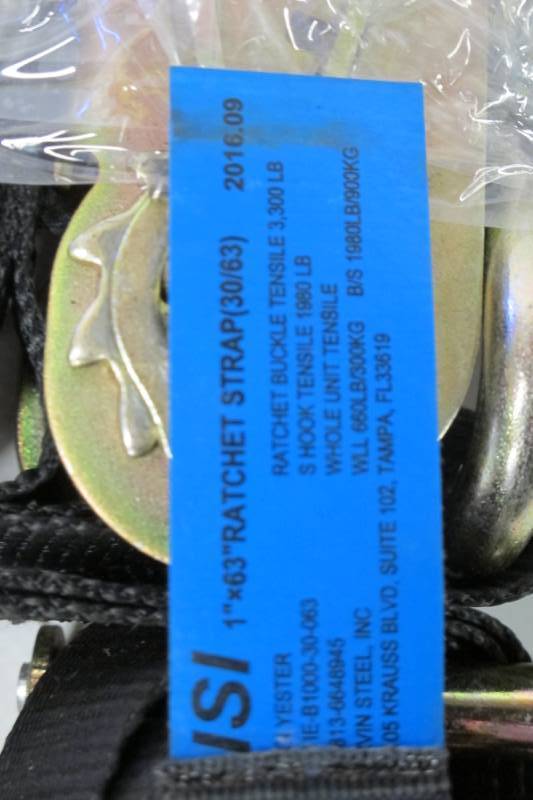 VSI
1"×63"RATCHET STRAP(30/63) 2016.09
YESTER RATCHET BUCKLE TENSILE 3,300 LB
IE-B1000-30-063 S HOOK TENSILE 1980 LB
813-6648945 WHOLE UNIT TENSILE
VIN STEEL, INC WLL 660LB/300KG B/S 1980LB/900KG
05 KRAUSS BLVD, SUITE 102, TAMPA, FL33619